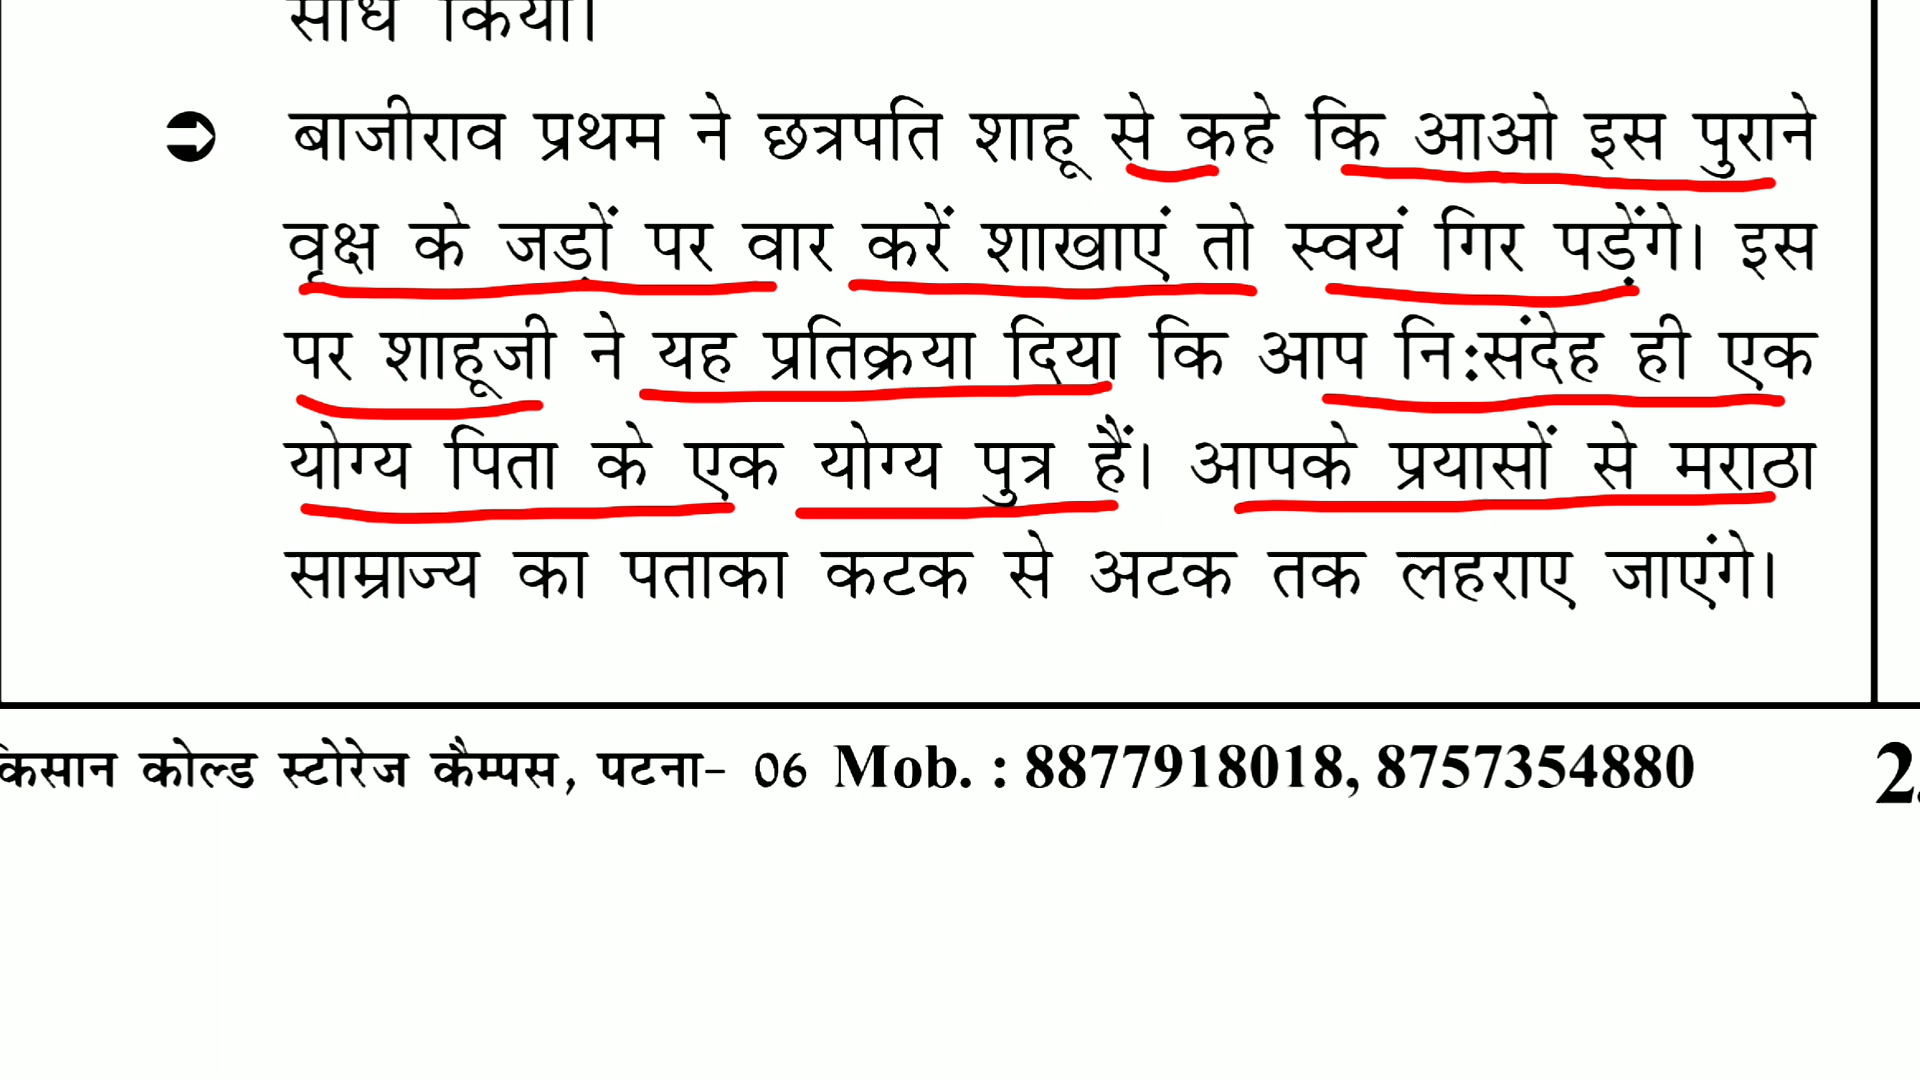 साध किया।
बाजीराव प्रथम ने छत्रपति शाहू से कहे कि आओ इस पुराने
वृक्ष के जड़ों पर वार करें शाखाएं तो स्वयं गिर पड़ेंगे। इस
पर शाहूजी ने यह प्रतिक्रया दिया कि आप नि:संदेह ही एक
योग्य पिता के एक योग्य पुत्र हैं। आपके प्रयासों से मराठा
साम्राज्य का पताका कटक से अटक तक लहराए जाएंगे।
किसान कोल्ड स्टोरेज कैम्पस, पटना- 06 Mob. : 8877918018, 8757354880